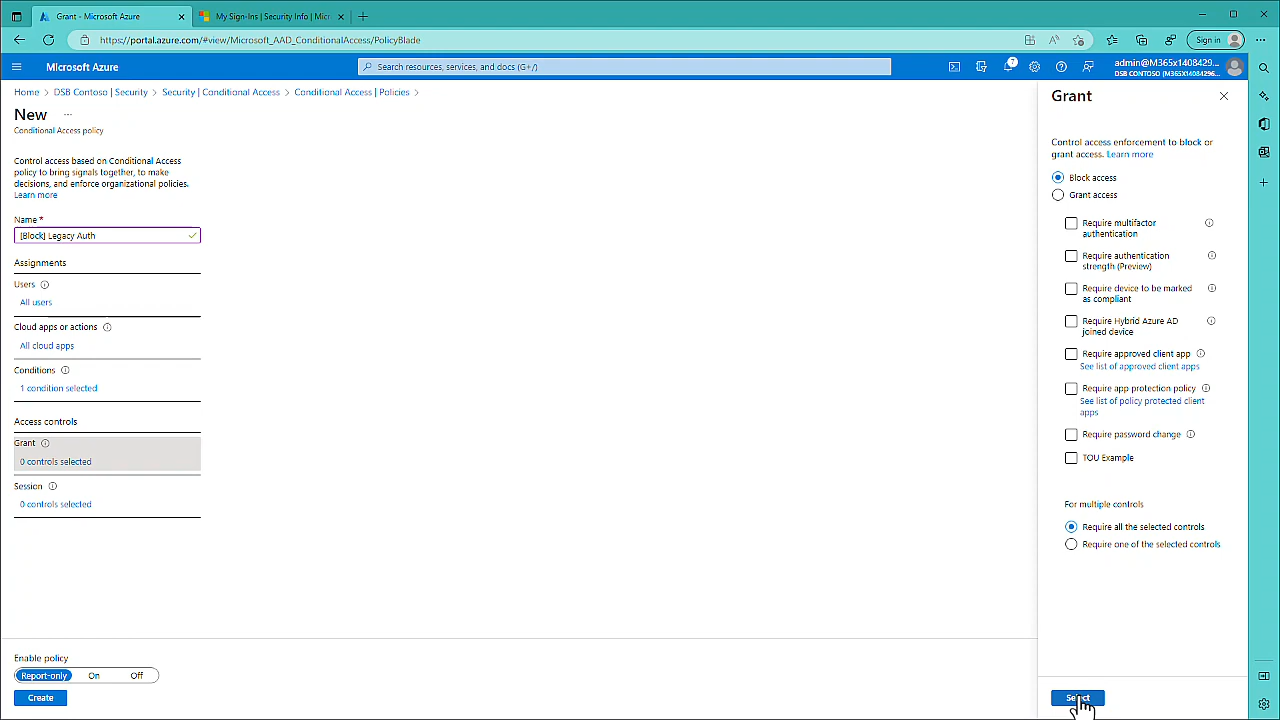 Grant - Microsoft Azure
My Sign-Ins | Security Info | Micr
https://portal.azure.com/#view/Microsoft_AAD_ConditionalAccess/PolicyBlade
Sign in
Microsoft Azure
Search resources, services, and docs (G+/)
admin@M365x1408429...
DSB CONTOSO (M365X14084296...
Home > DSB Contoso | Security > Security | Conditional Access > Conditional Access | Policies >
New ...
Conditional Access policy
Control access based on Conditional Access
policy to bring signals together, to make
decisions, and enforce organizational policies.
Learn more
Name *
[Block] Legacy Auth
Assignments
Users
All users
Cloud apps or actions
All cloud apps
Conditions
1 condition selected
Access controls
Grant
0 controls selected
Session
0 controls selected
Enable policy
Report-only On Off
Create
Grant
Control access enforcement to block or
grant access. Learn more
Block access
Grant access
Require multifactor
authentication
Require authentication
strength (Preview)
Require device to be marked
as compliant
Require Hybrid Azure AD
joined device
Require approved client app
See list of approved client apps
Require app protection policy
See list of policy protected client
apps
Require password change
TOU Example
For multiple controls
Require all the selected controls
Require one of the selected controls
Select